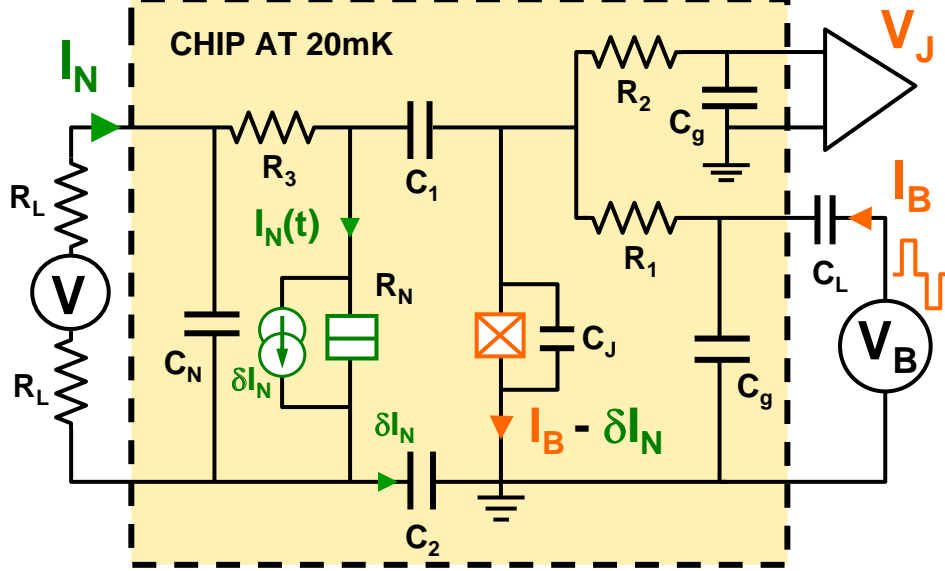 CHIP AT 20mK
V_J
I_N
R_2
C_g
R_3
C_1
R_L
I_B
I_N(t)
R_1
C_L
V
R_N
C_N
δI_N
C_J
V_B
R_L
C_g
δI_N
I_B - δI_N
C_2